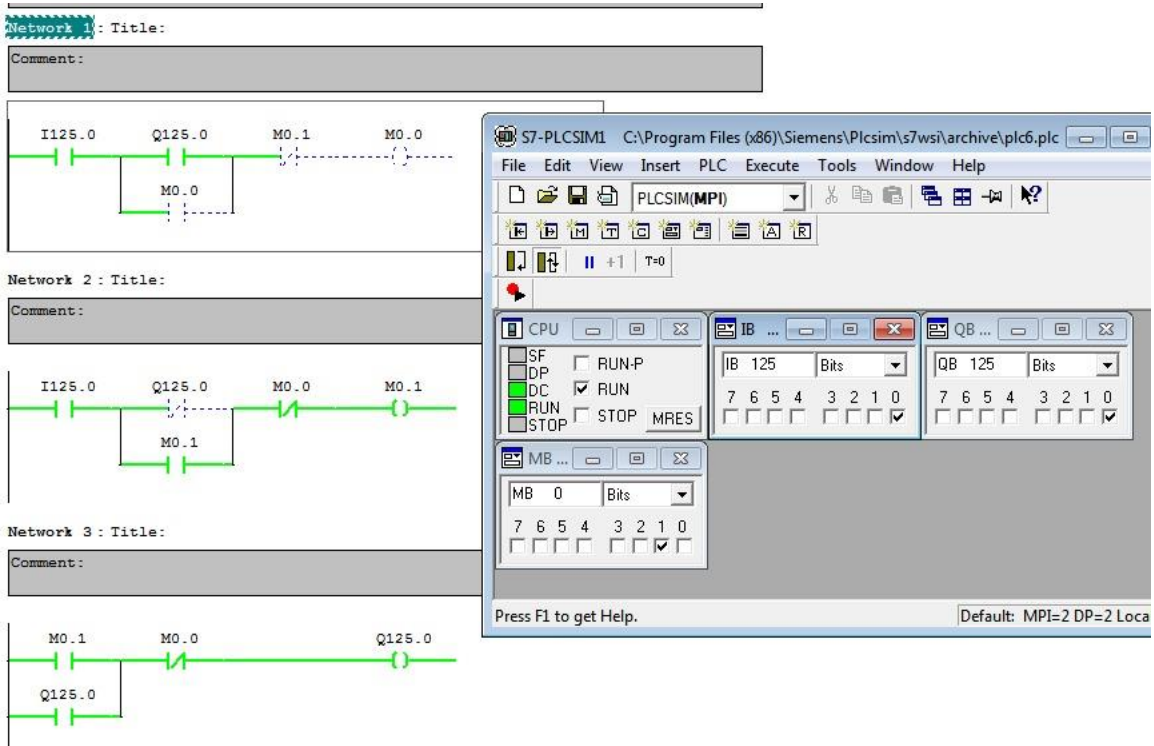 Network 1: Title:
Comment:
I125.0 Q125.0 M0.1 M0.0
M0.0
Network 2: Title:
Comment:
I125.0 Q125.0 M0.0 M0.1
M0.1
Network 3: Title:
Comment:
M0.1 M0.0 Q125.0
Q125.0
S7-PLCSIM1 C:\Program Files (x86)\Siemens\Plcsim\s7wsi\archive\plc6.plc
File Edit View Insert PLC Execute Tools Window Help
PLCSIM(MPI)
+1 T=0
CPU
SF
DP
DC
RUN
STOP
RUN-P
RUN
STOP MRES
IB ...
IB 125 Bits
7 6 5 4 3 2 1 0
QB ...
QB 125 Bits
7 6 5 4 3 2 1 0
MB ...
MB 0 Bits
7 6 5 4 3 2 1 0
Press F1 to get Help. Default: MPI=2 DP=2 Loca